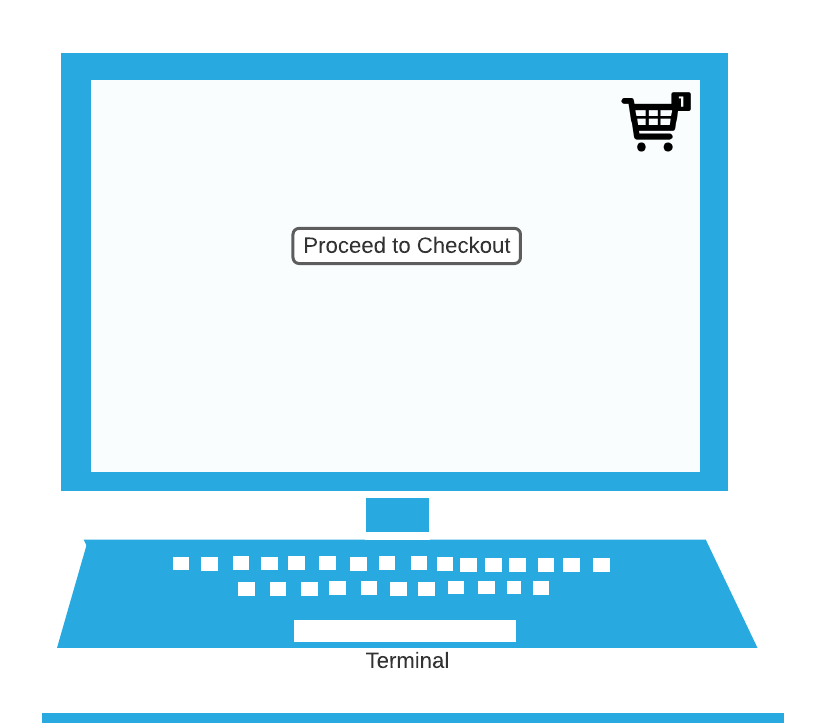 1
Proceed to Checkout
Terminal